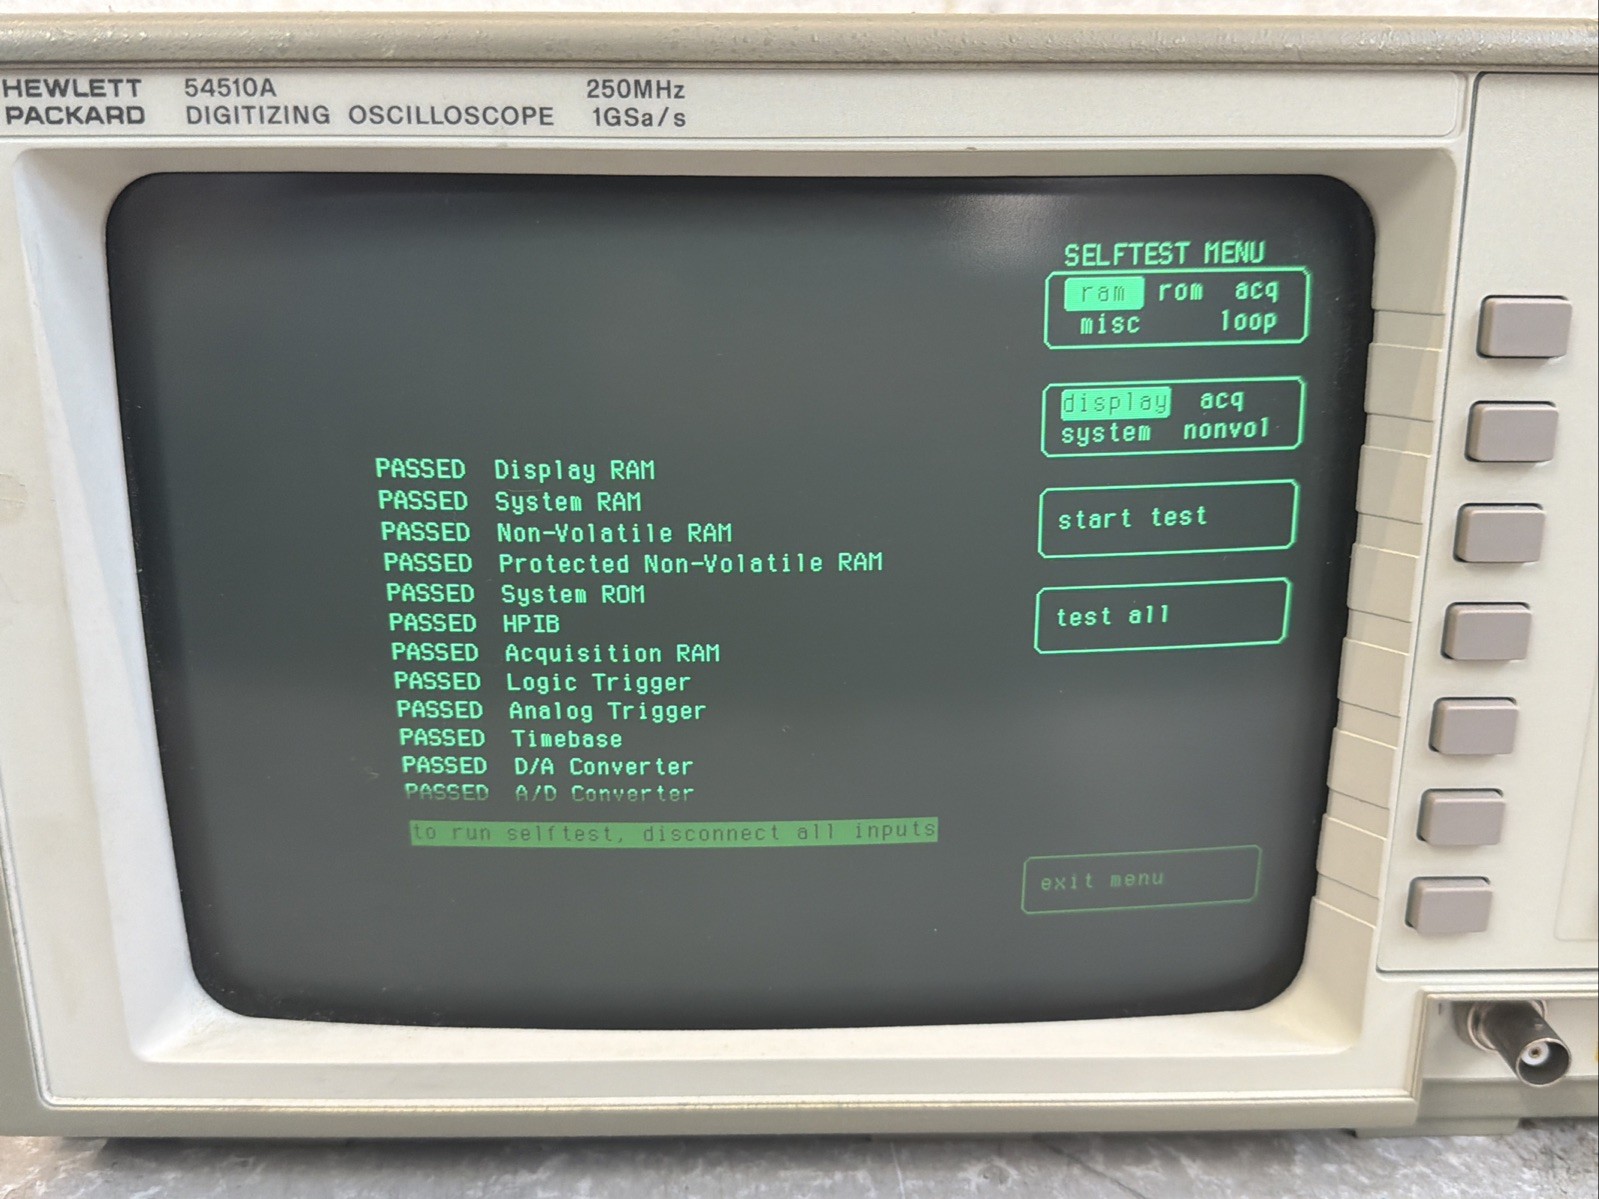 HEWLETT PACKARD
54510A
DIGITIZING OSCILLOSCOPE
250MHz
1GSa/s
SELFTEST MENU
ram rom acq
misc loop
display acq
system nonvol
start test
test all
PASSED Display RAM
PASSED System RAM
PASSED Non-Volatile RAM
PASSED Protected Non-Volatile RAM
PASSED System ROM
PASSED HPIB
PASSED Acquisition RAM
PASSED Logic Trigger
PASSED Analog Trigger
PASSED Timebase
PASSED D/A Converter
PASSED A/D Converter
to run selftest, disconnect all inputs
exit menu